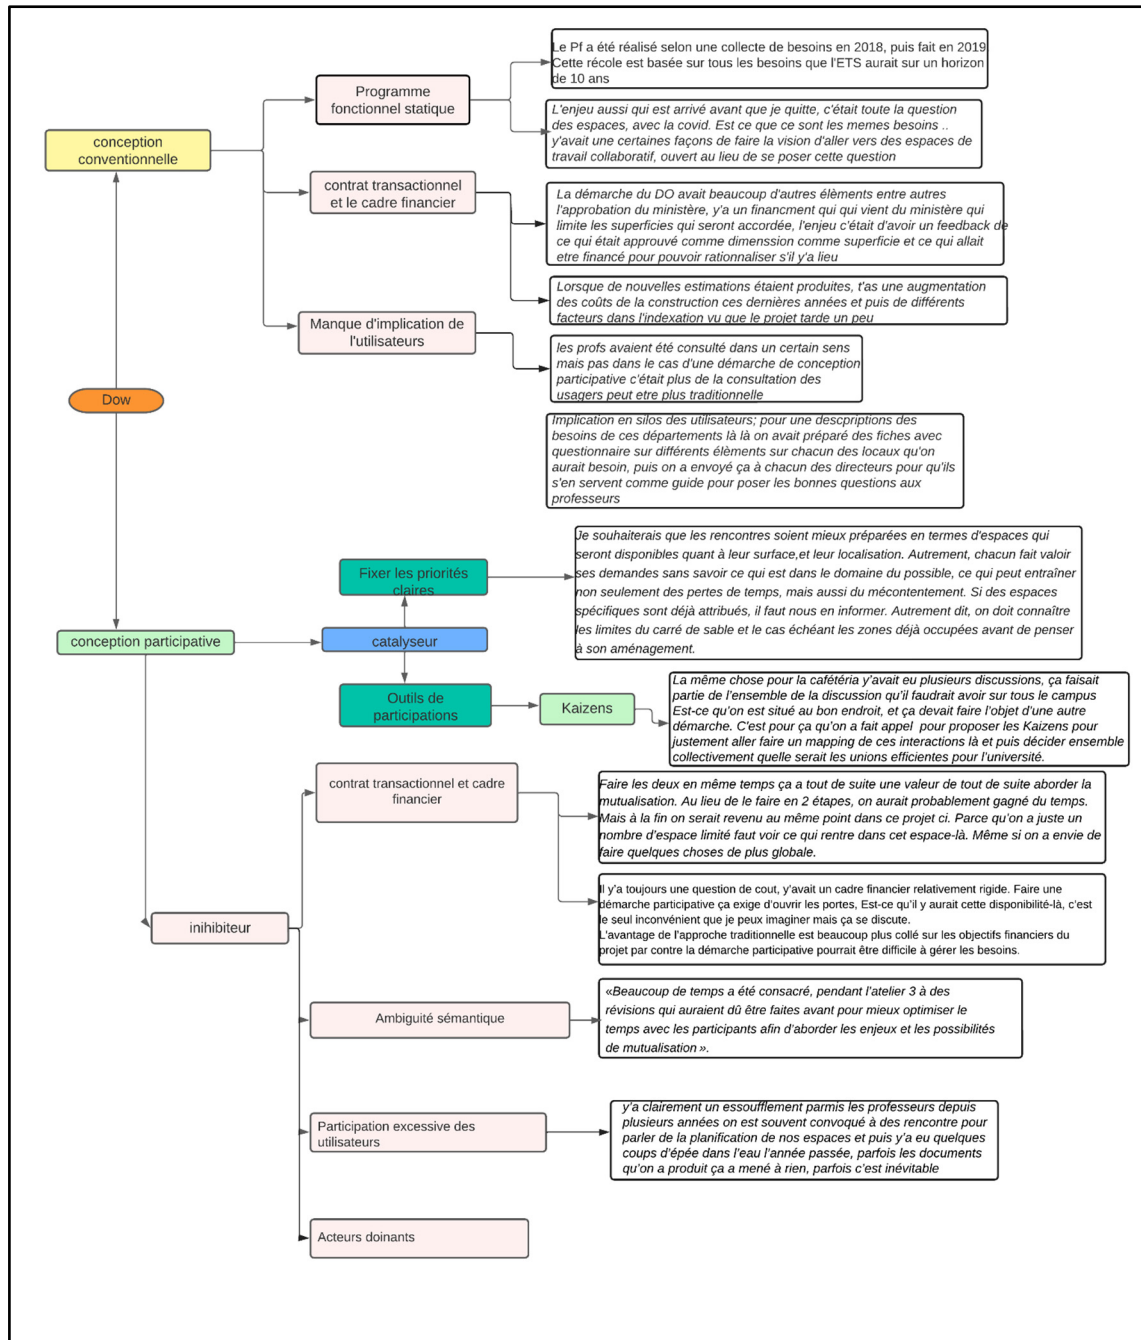 Le Pf a été réalisé selon une collecte de besoins en 2018, puis fait en 2019
Cette récole est basée sur tous les besoins que l'ETS aurait sur un horizon
de 10 ans
Programme
fonctionnel statique
L'enjeu aussi qui est arrivé avant que je quitte, c'était toute la question
des espaces, avec la covid. Est ce que ce sont les memes besoins ..
y'avait une certaines façons de faire la vision d'aller vers des espaces de
travail collaboratif, ouvert au lieu de se poser cette question
conception
conventionnelle
contrat transactionnel
et le cadre financier
La démarche du DO avait beaucoup d'autres élèments entre autres
l'approbation du ministère, y'a un financment qui qui vient du ministère qui
limite les superficies qui seront accordée, l'enjeu c'était d'avoir un feedback de
ce qui était approuvé comme dimenssion comme superficie et ce qui allait
etre financé pour pouvoir rationnaliser s'il y'a lieu
Lorsque de nouvelles estimations étaient produites, t'as une augmentation
des coûts de la construction ces dernières années et puis de différents
facteurs dans l'indexation vu que le projet tarde un peu
Manque d'implication de
l'utilisateurs
les profs avaient été consulté dans un certain sens
mais pas dans le cas d'une démarche de conception
participative c'était plus de la consultation des
usagers peut etre plus traditionnelle
Dow
Implication en silos des utilisateurs; pour une descpriptions des
besoins de ces départements là là on avait préparé des fiches avec
questionnaire sur différents élèments sur chacun des locaux qu'on
aurait besoin, puis on a envoyé ça à chacun des directeurs pour qu'ils
s'en servent comme guide pour poser les bonnes questions aux
professeurs
Je souhaiterais que les rencontres soient mieux préparées en termes d'espaces qui
seront disponibles quant à leur surface,et leur localisation. Autrement, chacun fait valoir
ses demandes sans savoir ce qui est dans le domaine du possible, ce qui peut entraîner
non seulement des pertes de temps, mais aussi du mécontentement. Si des espaces
spécifiques sont déjà attribués, il faut nous en informer. Autrement dit, on doit connaître
les limites du carré de sable et le cas échéant les zones déjà occupées avant de penser
à son aménagement.
Fixer les priorités
claires
conception participative
catalyseur
Outils de
participations
Kaizens
La même chose pour la cafétéria y'avait eu plusieurs discussions, ça faisait
partie de l'ensemble de la discussion qu'il faudrait avoir sur tous le campus
Est-ce qu'on est situé au bon endroit, et ça devait faire l'objet d'une autre
démarche. C'est pour ça qu'on a fait appel  pour proposer les Kaizens pour
justement aller faire un mapping de ces interactions là et puis décider ensemble
collectivement quelle serait les unions efficientes pour l'université.
contrat transactionnel et cadre
financier
Faire les deux en même temps ça a tout de suite une valeur de tout de suite aborder la
mutualisation. Au lieu de le faire en 2 étapes, on aurait probablement gagné du temps.
Mais à la fin on serait revenu au même point dans ce projet ci. Parce qu'on a juste un
nombre d'espace limité faut voir ce qui rentre dans cet espace-là. Même si on a envie de
faire quelques choses de plus globale.
Il y'a toujours une question de cout, y'avait un cadre financier relativement rigide. Faire une
démarche participative ça exige d'ouvrir les portes, Est-ce qu'il y aurait cette disponibilité-là, c'est
le seul inconvénient que je peux imaginer mais ça se discute.
L'avantage de l'approche traditionnelle est beaucoup plus collé sur les objectifs financiers du
projet par contre la démarche participative pourrait être difficile à gérer les besoins.
inihibiteur
Ambiguité sémantique
«Beaucoup de temps a été consacré, pendant l'atelier 3 à des
révisions qui auraient dû être faites avant pour mieux optimiser le
temps avec les participants afin d'aborder les enjeux et les possibilités
de mutualisation ».
Participation excessive des
utilisateurs
y'a clairement un essoufflement parmis les professeurs depuis
plusieurs années on est souvent convoqué à des rencontre pour
parler de la planification de nos espaces et puis y'a eu quelques
coups d'épée dans l'eau l'année passée, parfois les documents
qu'on a produit ça a mené à rien, parfois c'est inévitable
Acteurs doinants